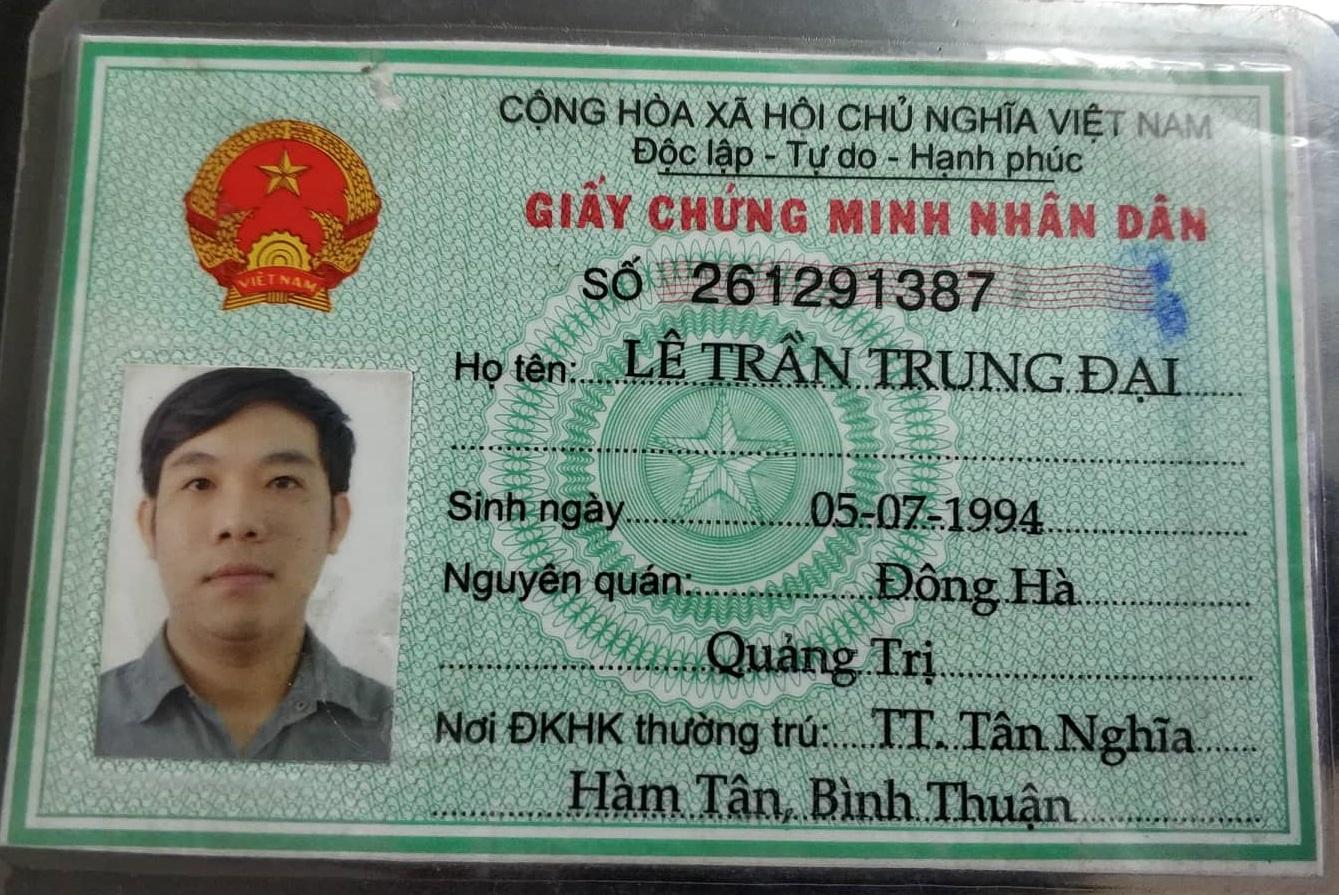 CỘNG HÒA XÃ HỘI CHỦ NGHĨA VIỆT NAM
Độc lập - Tự do - Hạnh phúc
GIẤY CHỨNG MINH NHÂN DÂN
VIỆT NAM
SỐ 261291387
Họ tên: LÊ TRẦN TRUNG ĐẠI
Sinh ngày 05-07-1994
Nguyên quán: Đông Hà
Quảng Trị
Nơi ĐKHK thường trú: TT. Tân Nghĩa
Hàm Tân, Bình Thuận